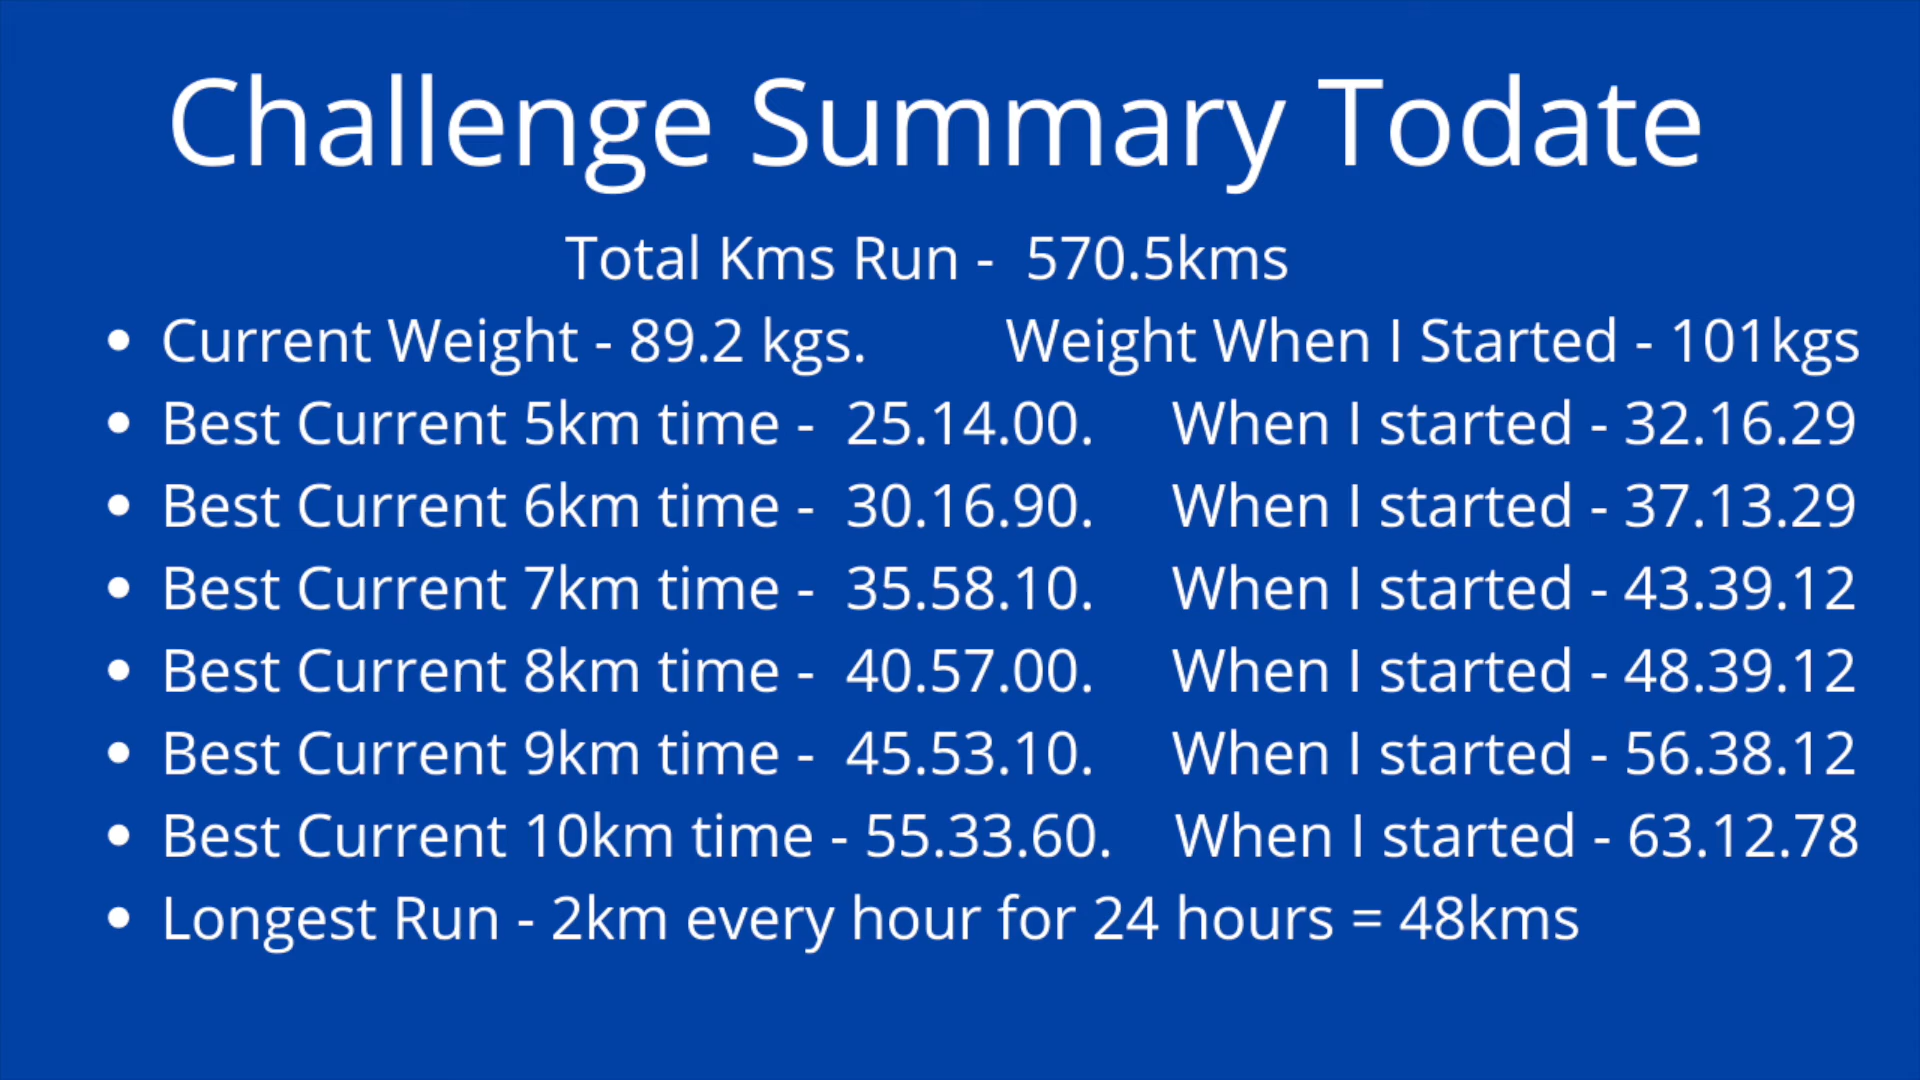 Challenge Summary Todate
Total Kms Run - 570.5kms
• Current Weight - 89.2 kgs. Weight When I Started - 101kgs
• Best Current 5km time - 25.14.00. When I started - 32.16.29
• Best Current 6km time - 30.16.90. When I started - 37.13.29
• Best Current 7km time - 35.58.10. When I started - 43.39.12
• Best Current 8km time - 40.57.00. When I started - 48.39.12
• Best Current 9km time - 45.53.10. When I started - 56.38.12
• Best Current 10km time - 55.33.60. When I started - 63.12.78
• Longest Run - 2km every hour for 24 hours = 48kms